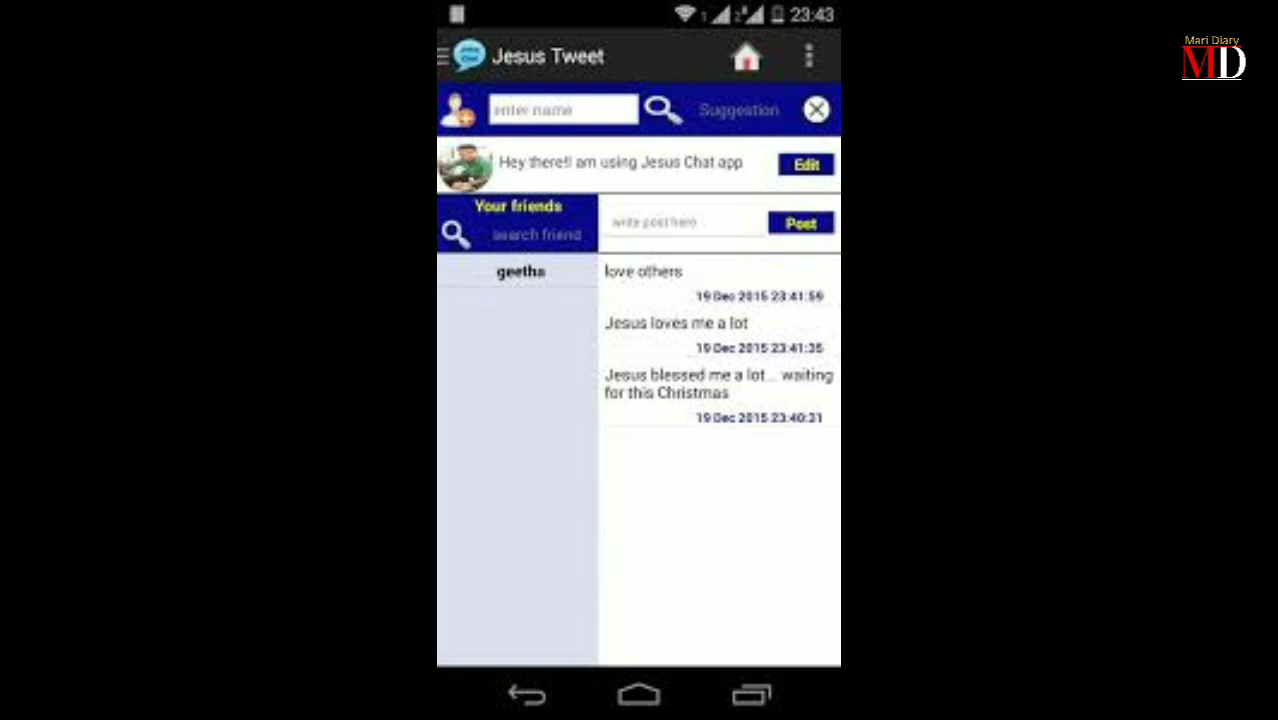 1 2 23:43
Jesus Tweet
enter name
Suggestion
Hey there!I am using Jesus Chat app
Edit
Your friends
search friend
write post here
Post
geetha
love others
19 Dec 2015 23:41:59
Jesus loves me a lot
19 Dec 2015 23:41:35
Jesus blessed me a lot... waiting
for this Christmas
19 Dec 2015 23:40:31
Mari Diary
MD